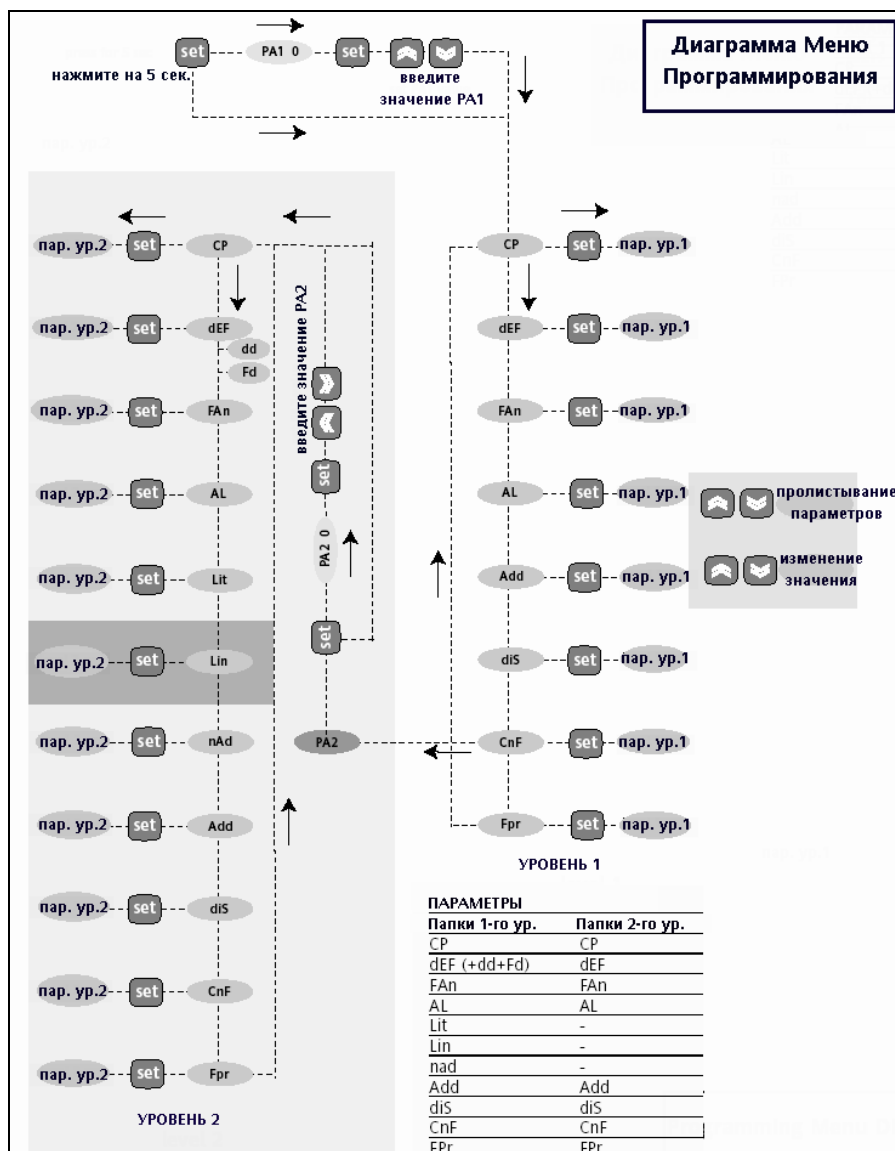 Диаграмма Меню
Программирования
set PA1 0 set
нажмите на 5 сек. введите
значение PA1
пар. ур.2 set CP
пар. ур.2 set dEF
dd
Fd
пар. ур.2 set FAn
пар. ур.2 set AL
пар. ур.2 set Lit
пар. ур.2 set Lin
пар. ур.2 set nAd
пар. ур.2 set Add
пар. ур.2 set diS
пар. ур.2 set CnF
пар. ур.2 set Fpr
УРОВЕНЬ 2
введите значение PA2
set
PA2 0
set
PA2
CP set пар. ур.1
dEF set пар. ур.1
FAn set пар. ур.1
AL set пар. ур.1
Add set пар. ур.1
diS set пар. ур.1
CnF set пар. ур.1
Fpr set пар. ур.1
УРОВЕНЬ 1
пролистывание
параметров
изменение
значения
ПАРАМЕТРЫ
Папки 1-го ур. Папки 2-го ур.
CP CP
dEF (+dd+Fd) dEF
FAn FAn
AL AL
Lit -
Lin -
nad -
Add Add
diS diS
CnF CnF
FPr FPr